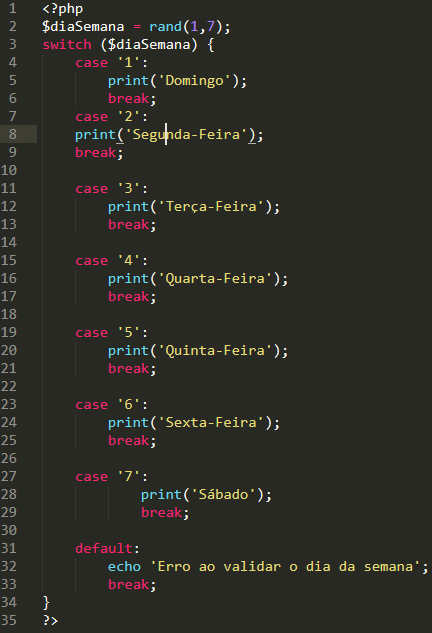 1 <?php
2 $diaSemana = rand(1,7);
3 switch ($diaSemana) {
4     case '1':
5         print('Domingo');
6         break;
7     case '2':
8     print('Segunda-Feira');
9     break;
10
11     case '3':
12         print('Terça-Feira');
13         break;
14
15     case '4':
16         print('Quarta-Feira');
17         break;
18
19     case '5':
20         print('Quinta-Feira');
21         break;
22
23     case '6':
24         print('Sexta-Feira');
25         break;
26
27     case '7':
28             print('Sábado');
29             break;
30
31     default:
32         echo 'Erro ao validar o dia da semana';
33         break;
34 }
35 ?>